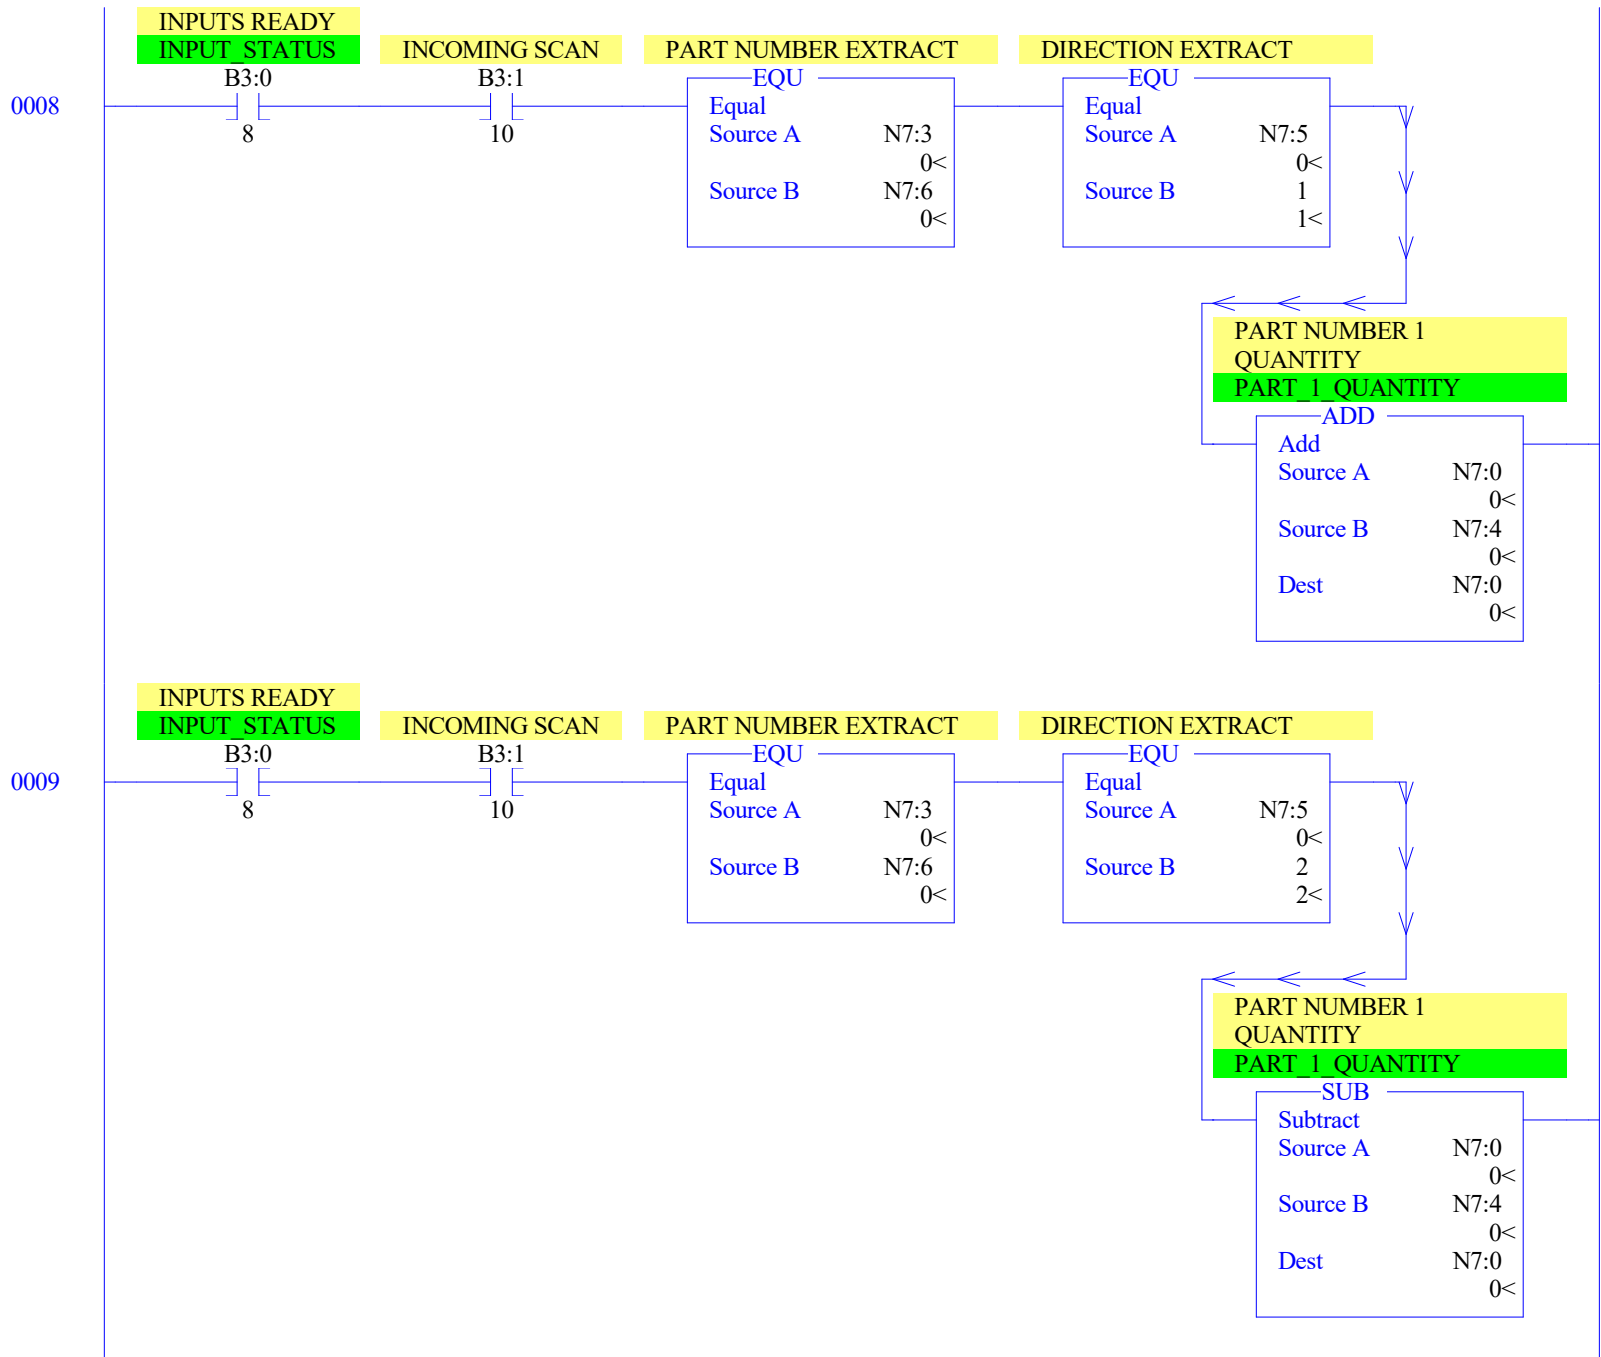 INPUTS READY
INPUT_STATUS INCOMING SCAN PART NUMBER EXTRACT DIRECTION EXTRACT
B3:0 B3:1 EQU EQU
0008 Equal Equal
8 10 Source A N7:3 Source A N7:5
0< 0<
Source B N7:6 Source B 1
0< 1<
PART NUMBER 1
QUANTITY
PART_1_QUANTITY
ADD
Add
Source A N7:0
0<
Source B N7:4
0<
Dest N7:0
0<
INPUTS READY
INPUT_STATUS INCOMING SCAN PART NUMBER EXTRACT DIRECTION EXTRACT
B3:0 B3:1 EQU EQU
0009 Equal Equal
8 10 Source A N7:3 Source A N7:5
0< 0<
Source B N7:6 Source B 2
0< 2<
PART NUMBER 1
QUANTITY
PART_1_QUANTITY
SUB
Subtract
Source A N7:0
0<
Source B N7:4
0<
Dest N7:0
0<